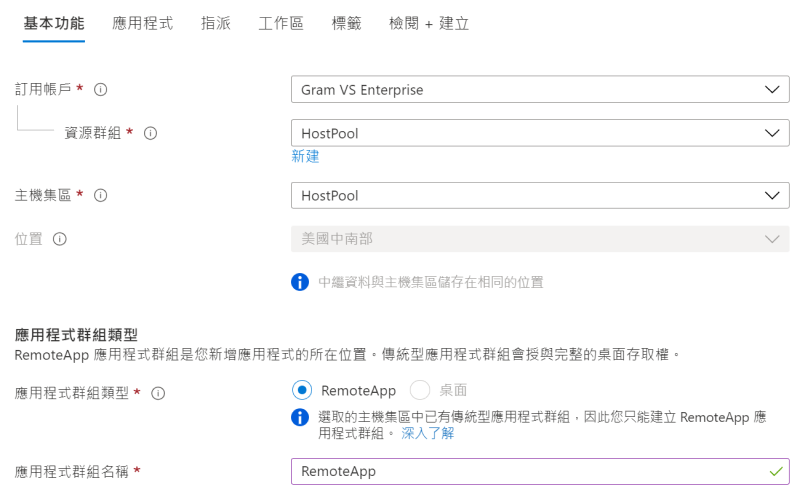 基本功能 應用程式 指派 工作區 標籤 檢閱 + 建立
訂用帳戶 * Gram VS Enterprise
資源群組 * HostPool
新建
主機集區 * HostPool
位置 美國中南部
中繼資料與主機集區儲存在相同的位置
應用程式群組類型
RemoteApp 應用程式群組是您新增應用程式的所在位置。傳統型應用程式群組會授與完整的桌面存取權。
應用程式群組類型 * RemoteApp 桌面
選取的主機集區中已有傳統型應用程式群組，因此您只能建立 RemoteApp 應
用程式群組。 深入了解
應用程式群組名稱 * RemoteApp